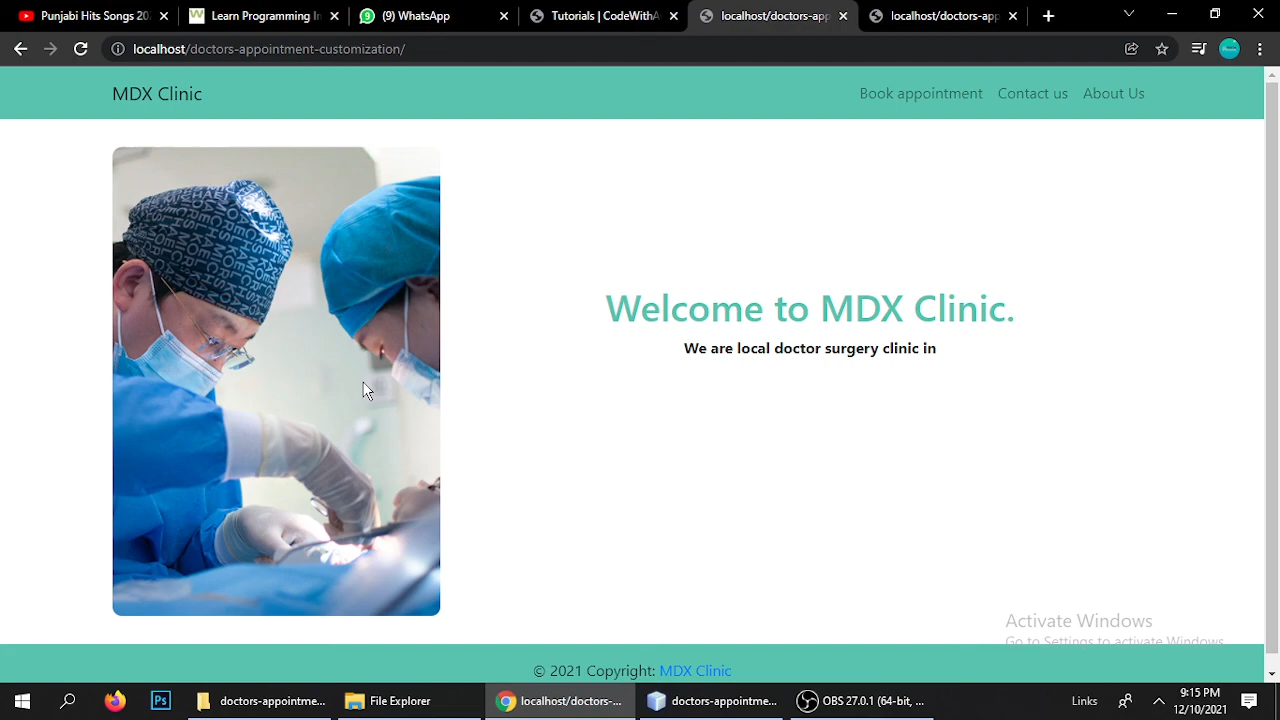 Punjabi Hits Songs 20
Learn Programming In
(9) WhatsApp
Tutorials | CodeWithA
localhost/doctors-app
localhost/doctors-app
localhost/doctors-appointment-customization/
MDX Clinic
Book appointment
Contact us
About Us
Welcome to MDX Clinic.
We are local doctor surgery clinic in
Activate Windows
Go to Settings to activate Windows.
© 2021 Copyright: MDX Clinic
Ps
doctors-appointme...
File Explorer
localhost/doctors-...
doctors-appointme...
OBS 27.0.1 (64-bit, ...
Links
9:15 PM
12/10/2021